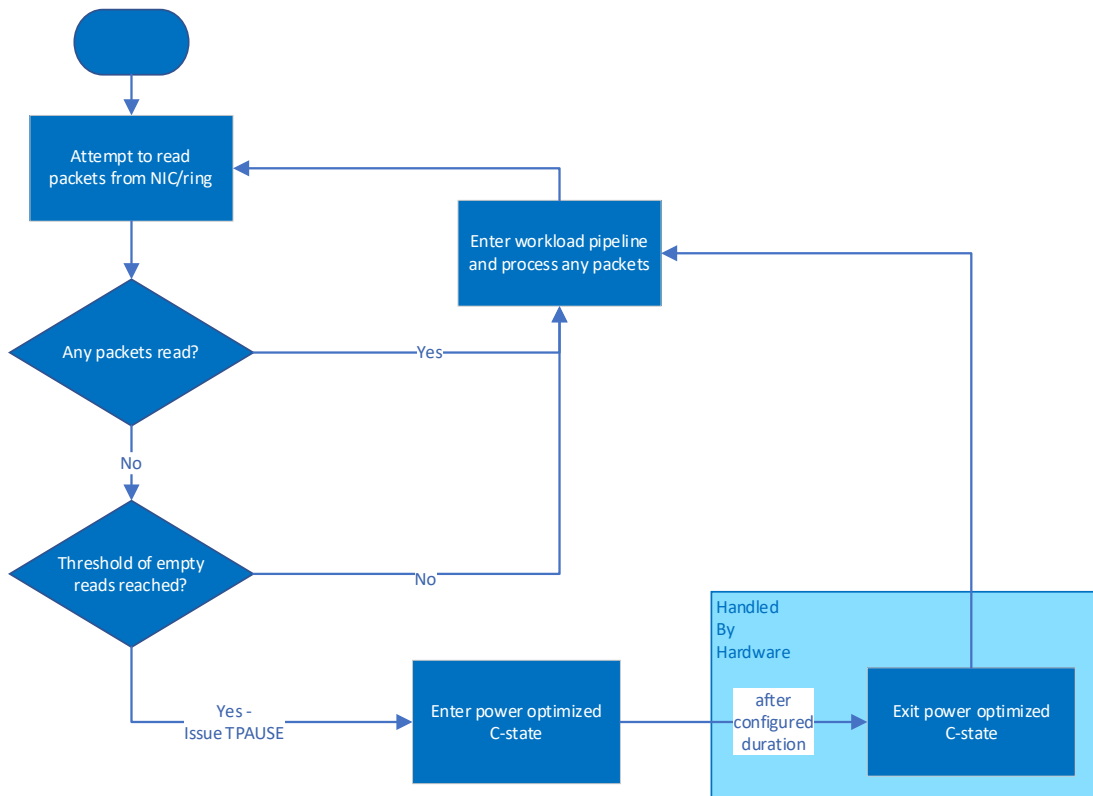 Attempt to read
packets from NIC/ring
Enter workload pipeline
and process any packets
Any packets read?
Yes
No
Threshold of empty
reads reached?
No
Handled
By
Hardware
Yes -
Issue TPAUSE
Enter power optimized
C-state
after
configured
duration
Exit power optimized
C-state